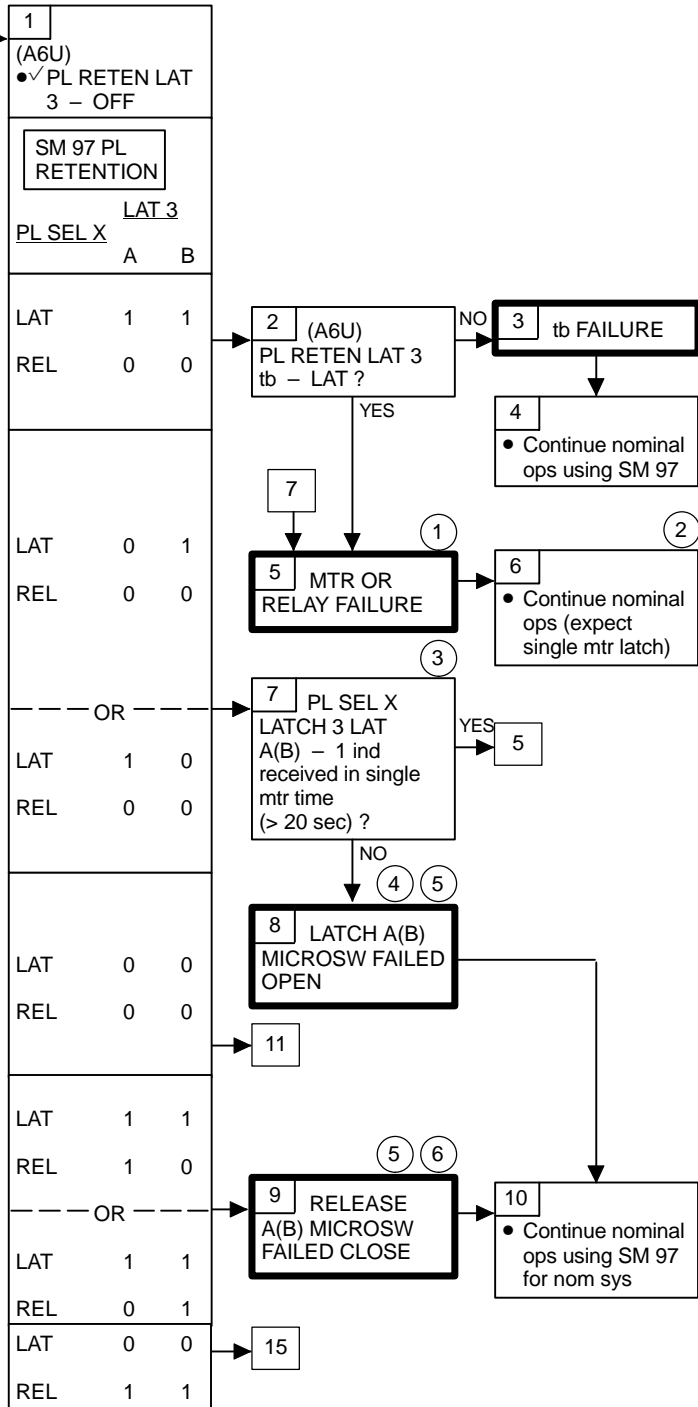 1
(A6U)
●√ PL RETEN LAT
3 – OFF
SM 97 PL
RETENTION
LAT 3
PL SEL X
A B
LAT 1 1
REL 0 0
2 (A6U)
PL RETEN LAT 3
tb – LAT ?
NO
3 tb FAILURE
YES
4
● Continue nominal
ops using SM 97
7
LAT 0 1
REL 0 0
1
5 MTR OR
RELAY FAILURE
2
6
● Continue nominal
ops (expect
single mtr latch)
OR
LAT 1 0
REL 0 0
3
7 PL SEL X
LATCH 3 LAT
A(B) – 1 ind
received in single
mtr time
(> 20 sec) ?
YES
5
NO
4 5
8 LATCH A(B)
MICROSW FAILED
OPEN
LAT 0 0
REL 0 0
11
LAT 1 1
REL 1 0
OR
LAT 1 1
REL 0 1
5 6
9 RELEASE
A(B) MICROSW
FAILED CLOSE
10
● Continue nominal
ops using SM 97
for nom sys
LAT 0 0
REL 1 1
15